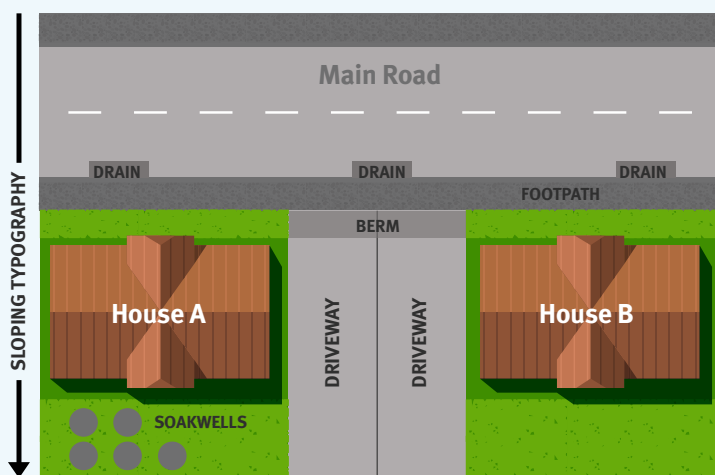 Main Road
DRAIN DRAIN DRAIN
FOOTPATH
BERM
SLOPING TYPOGRAPHY
House A
DRIVEWAY
DRIVEWAY
House B
SOAKWELLS